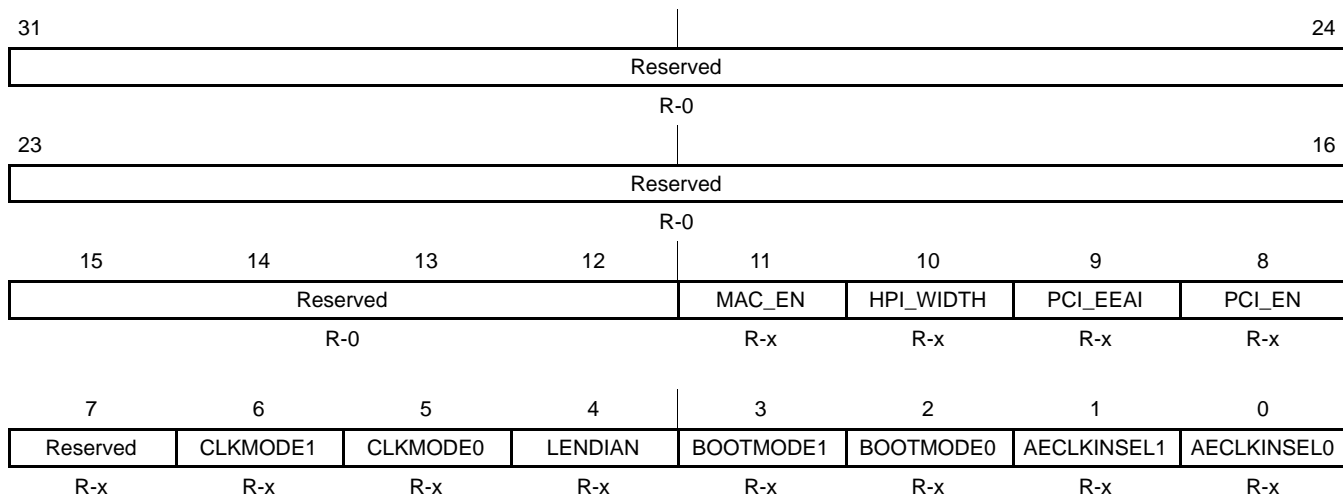 31 24
Reserved
R-0
23 16
Reserved
R-0
15 14 13 12 11 10 9 8
Reserved MAC_EN HPI_WIDTH PCI_EEAI PCI_EN
R-0 R-x R-x R-x R-x
7 6 5 4 3 2 1 0
Reserved CLKMODE1 CLKMODE0 LENDIAN BOOTMODE1 BOOTMODE0 AECLKINSEL1 AECLKINSEL0
R-x R-x R-x R-x R-x R-x R-x R-x